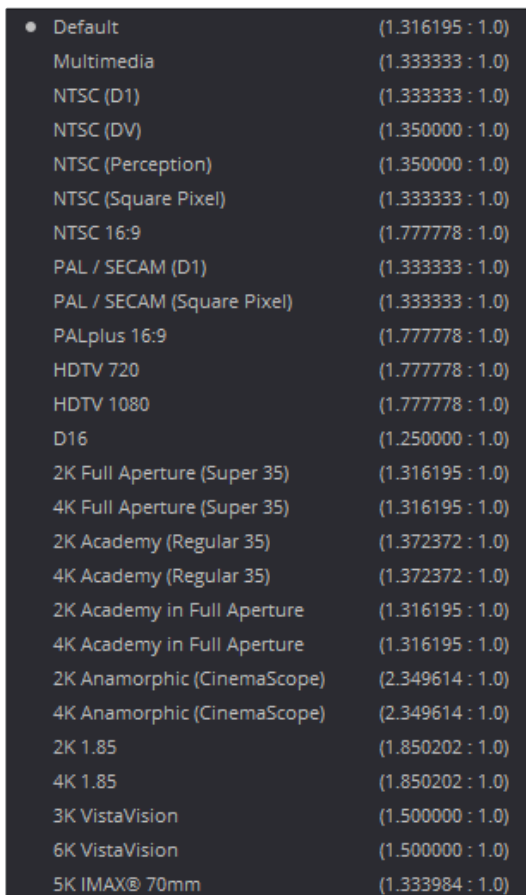 Default (1.316195 : 1.0)
Multimedia (1.333333 : 1.0)
NTSC (D1) (1.333333 : 1.0)
NTSC (DV) (1.350000 : 1.0)
NTSC (Perception) (1.350000 : 1.0)
NTSC (Square Pixel) (1.333333 : 1.0)
NTSC 16:9 (1.777778 : 1.0)
PAL / SECAM (D1) (1.333333 : 1.0)
PAL / SECAM (Square Pixel) (1.333333 : 1.0)
PALplus 16:9 (1.777778 : 1.0)
HDTV 720 (1.777778 : 1.0)
HDTV 1080 (1.777778 : 1.0)
D16 (1.250000 : 1.0)
2K Full Aperture (Super 35) (1.316195 : 1.0)
4K Full Aperture (Super 35) (1.316195 : 1.0)
2K Academy (Regular 35) (1.372372 : 1.0)
4K Academy (Regular 35) (1.372372 : 1.0)
2K Academy in Full Aperture (1.316195 : 1.0)
4K Academy in Full Aperture (1.316195 : 1.0)
2K Anamorphic (CinemaScope) (2.349614 : 1.0)
4K Anamorphic (CinemaScope) (2.349614 : 1.0)
2K 1.85 (1.850202 : 1.0)
4K 1.85 (1.850202 : 1.0)
3K VistaVision (1.500000 : 1.0)
6K VistaVision (1.500000 : 1.0)
5K IMAX® 70mm (1.333984 : 1.0)